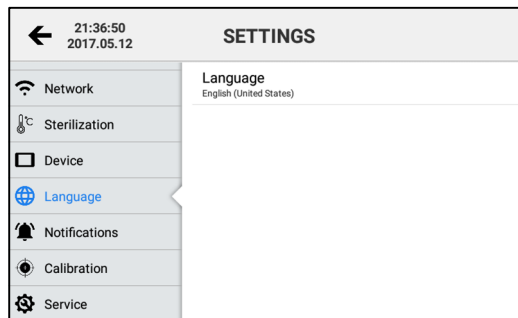 21:36:50
2017.05.12
SETTINGS
Network
°C Sterilization
Device
Language
Notifications
Calibration
Service
Language
English (United States)